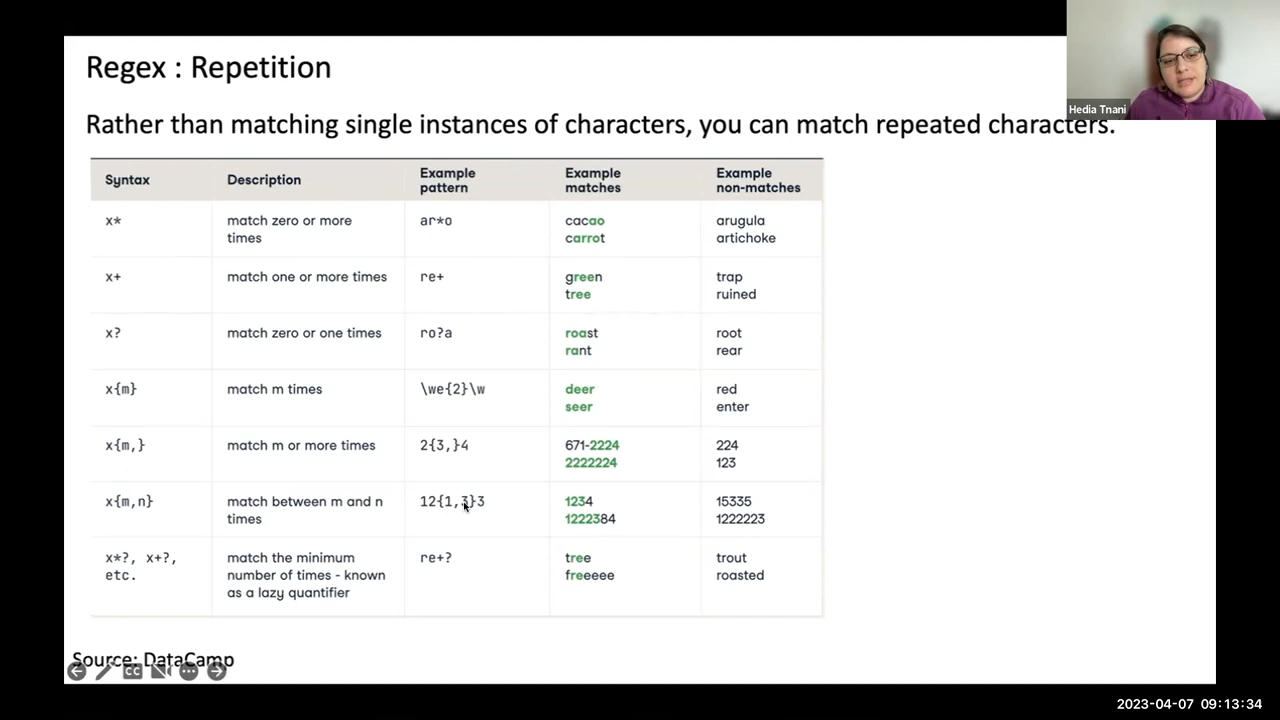 Regex : Repetition
Hedia Tnani
Rather than matching single instances of characters, you can match repeated characters.
Syntax Description Example pattern Example matches Example non-matches
x* match zero or more times ar*o cacao carrot arugula artichoke
x+ match one or more times re+ green tree trap ruined
x? match zero or one times ro?a roast rant root rear
x{m} match m times \we{2}\w deer seer red enter
x{m,} match m or more times 2{3,}4 671-2224 2222224 224 123
x{m,n} match between m and n times 12{1,3}3 1234 1222384 15335 1222223
x*?, x+?, etc. match the minimum number of times - known as a lazy quantifier re+? tree freeeee trout roasted
Source: DataCamp
CC
2023-04-07 09:13:34